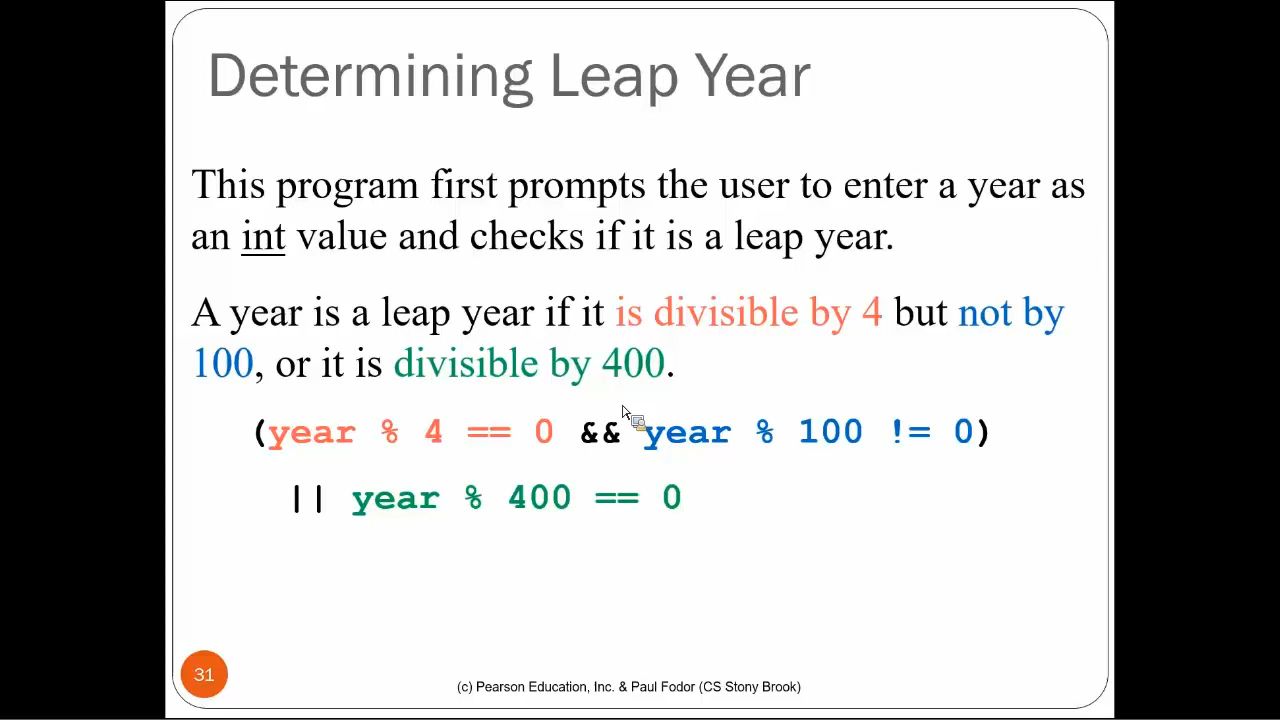 Determining Leap Year
This program first prompts the user to enter a year as
an int value and checks if it is a leap year.
A year is a leap year if it is divisible by 4 but not by
100, or it is divisible by 400.
(year % 4 == 0 && year % 100 != 0)
|| year % 400 == 0
31
(c) Pearson Education, Inc. & Paul Fodor (CS Stony Brook)